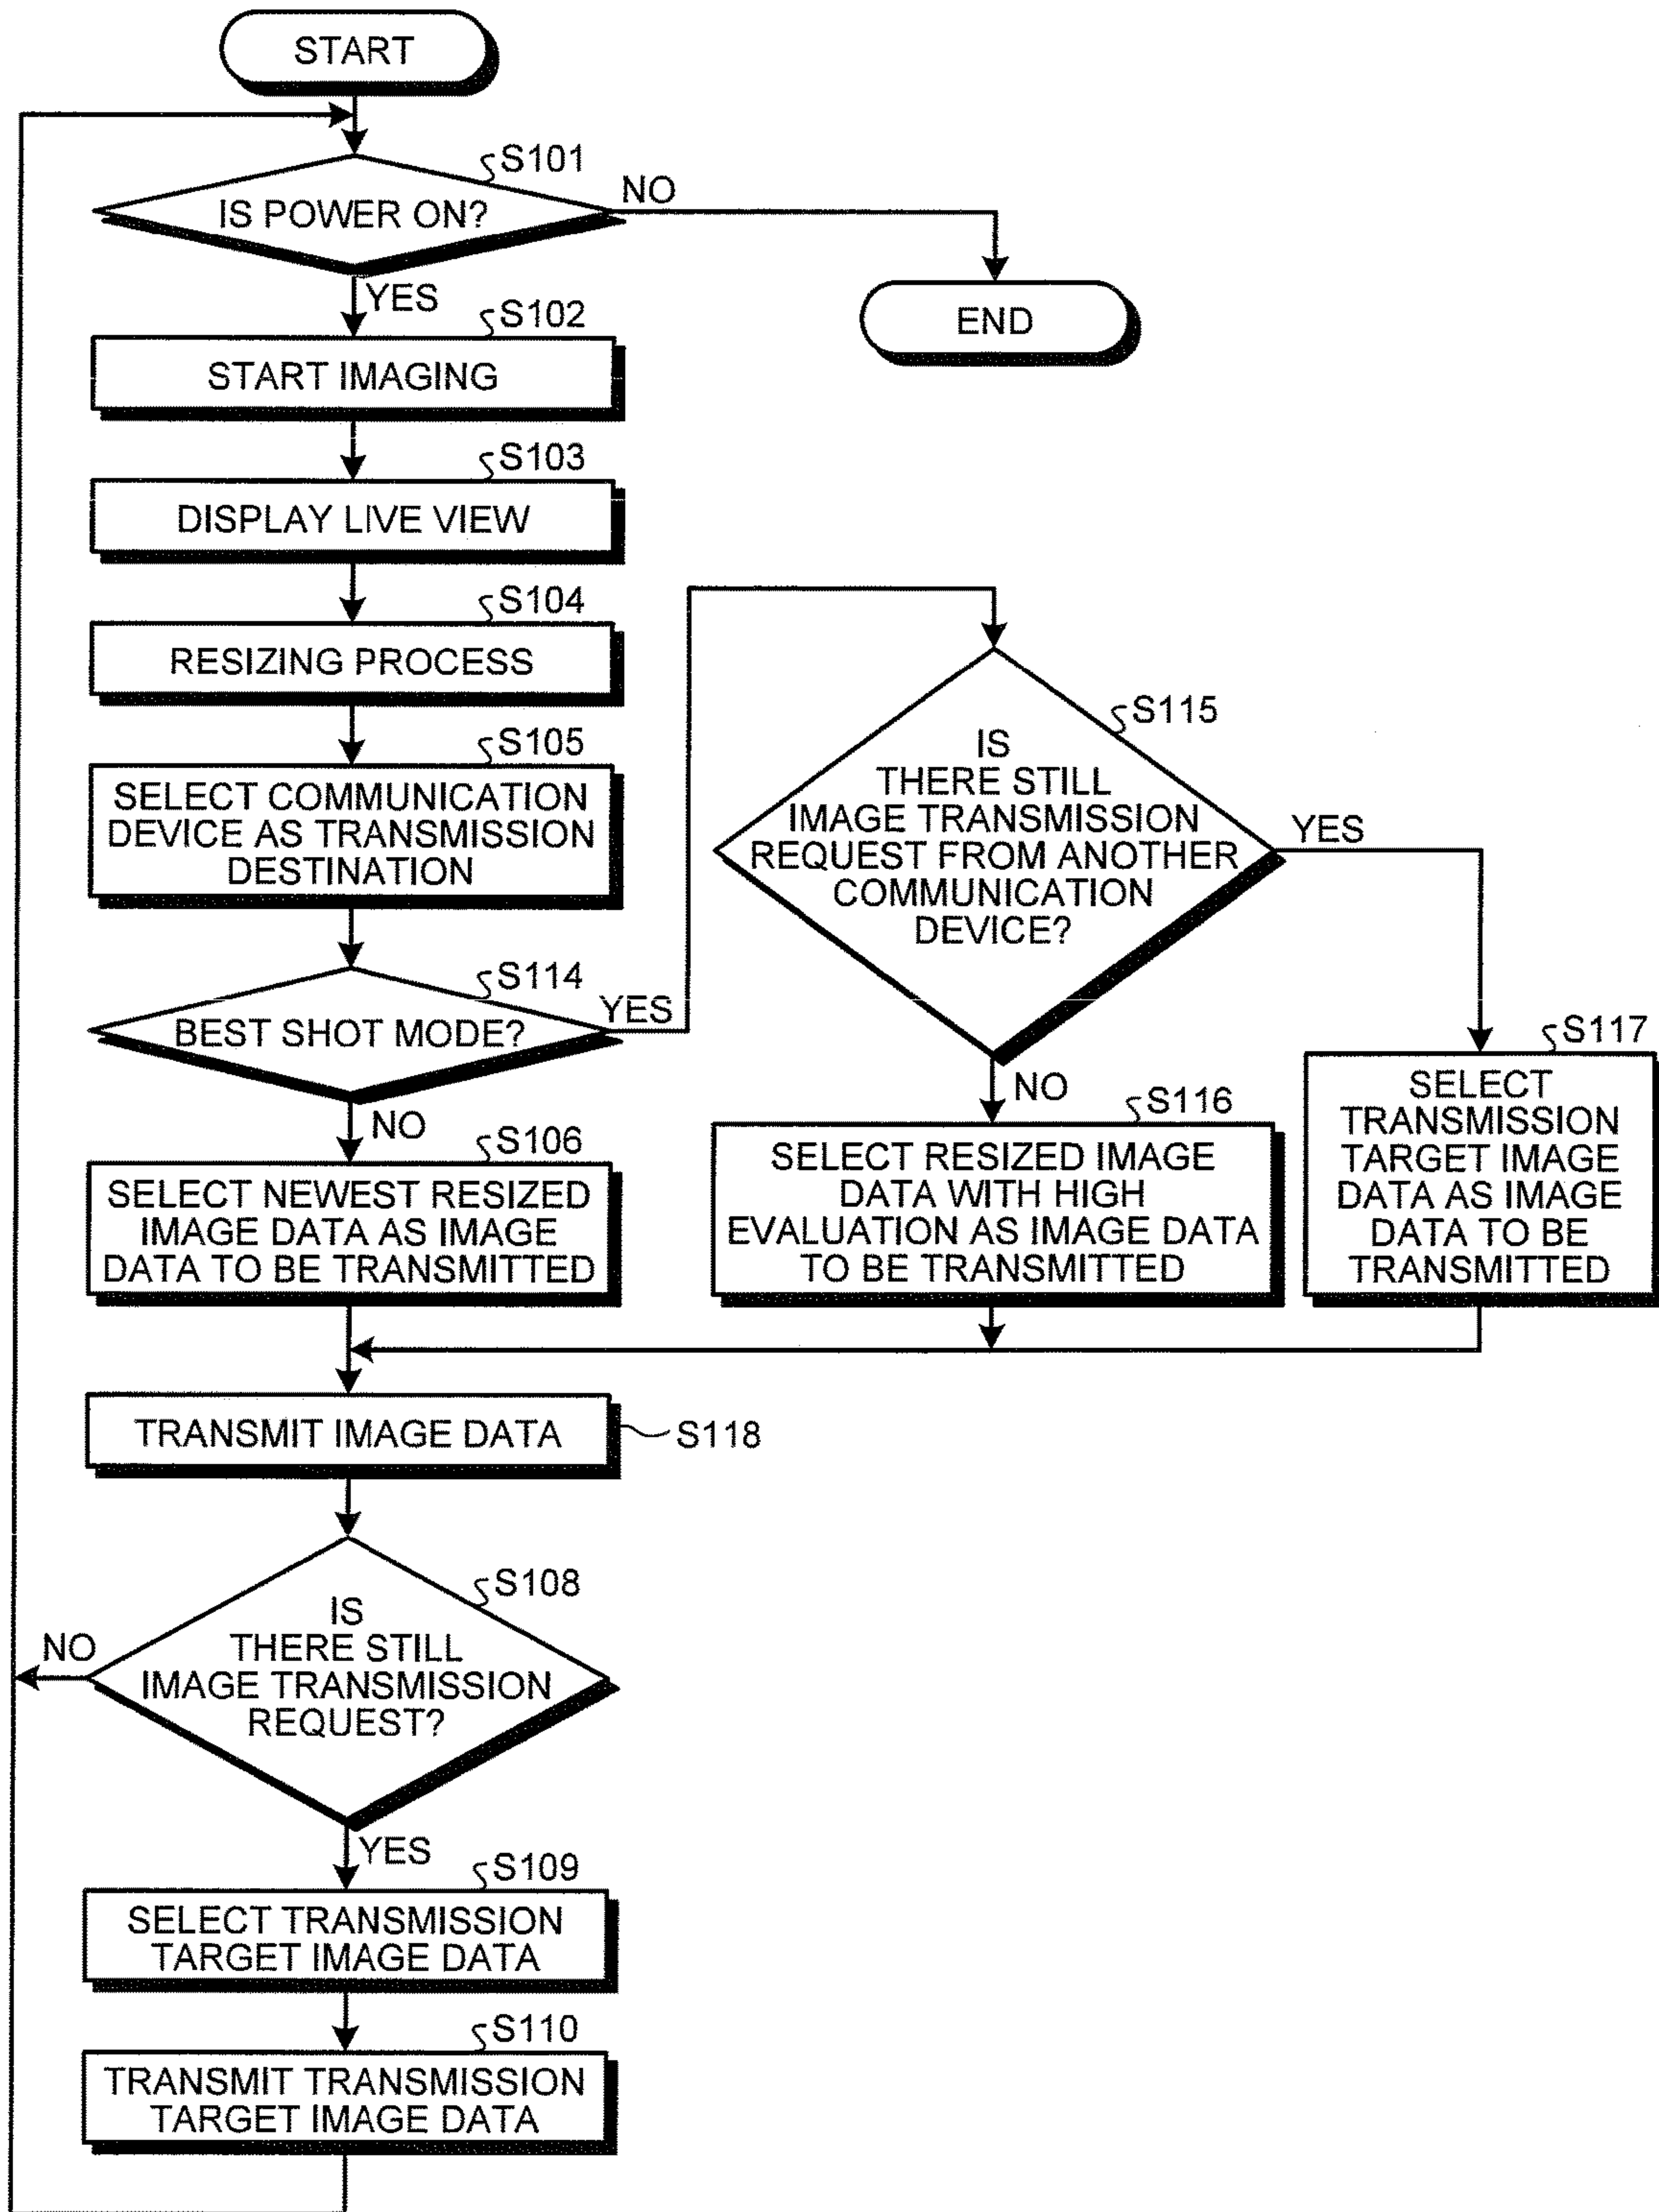 START
S101
IS POWER ON?
NO
YES
END
S102
START IMAGING
S103
DISPLAY LIVE VIEW
S104
RESIZING PROCESS
S105
SELECT COMMUNICATION
DEVICE AS TRANSMISSION
DESTINATION
S114
BEST SHOT MODE?
YES
NO
S115
IS
THERE STILL
IMAGE TRANSMISSION
REQUEST FROM ANOTHER
COMMUNICATION
DEVICE?
YES
NO
S106
SELECT NEWEST RESIZED
IMAGE DATA AS IMAGE
DATA TO BE TRANSMITTED
S116
SELECT RESIZED IMAGE
DATA WITH HIGH
EVALUATION AS IMAGE DATA
TO BE TRANSMITTED
S117
SELECT
TRANSMISSION
TARGET IMAGE
DATA AS IMAGE
DATA TO BE
TRANSMITTED
TRANSMIT IMAGE DATA
S118
S108
IS
THERE STILL
IMAGE TRANSMISSION
REQUEST?
NO
YES
S109
SELECT TRANSMISSION
TARGET IMAGE DATA
S110
TRANSMIT TRANSMISSION
TARGET IMAGE DATA